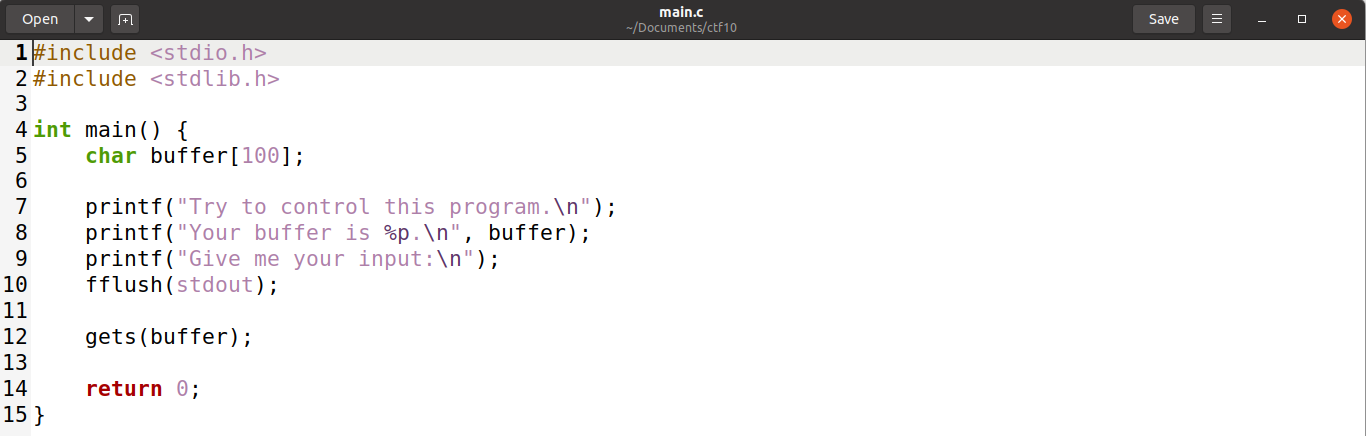 Open
main.c
~/Documents/ctf10
Save
1 #include <stdio.h>
2 #include <stdlib.h>
3
4 int main() {
5     char buffer[100];
6
7     printf("Try to control this program.\n");
8     printf("Your buffer is %p.\n", buffer);
9     printf("Give me your input:\n");
10     fflush(stdout);
11
12     gets(buffer);
13
14     return 0;
15 }